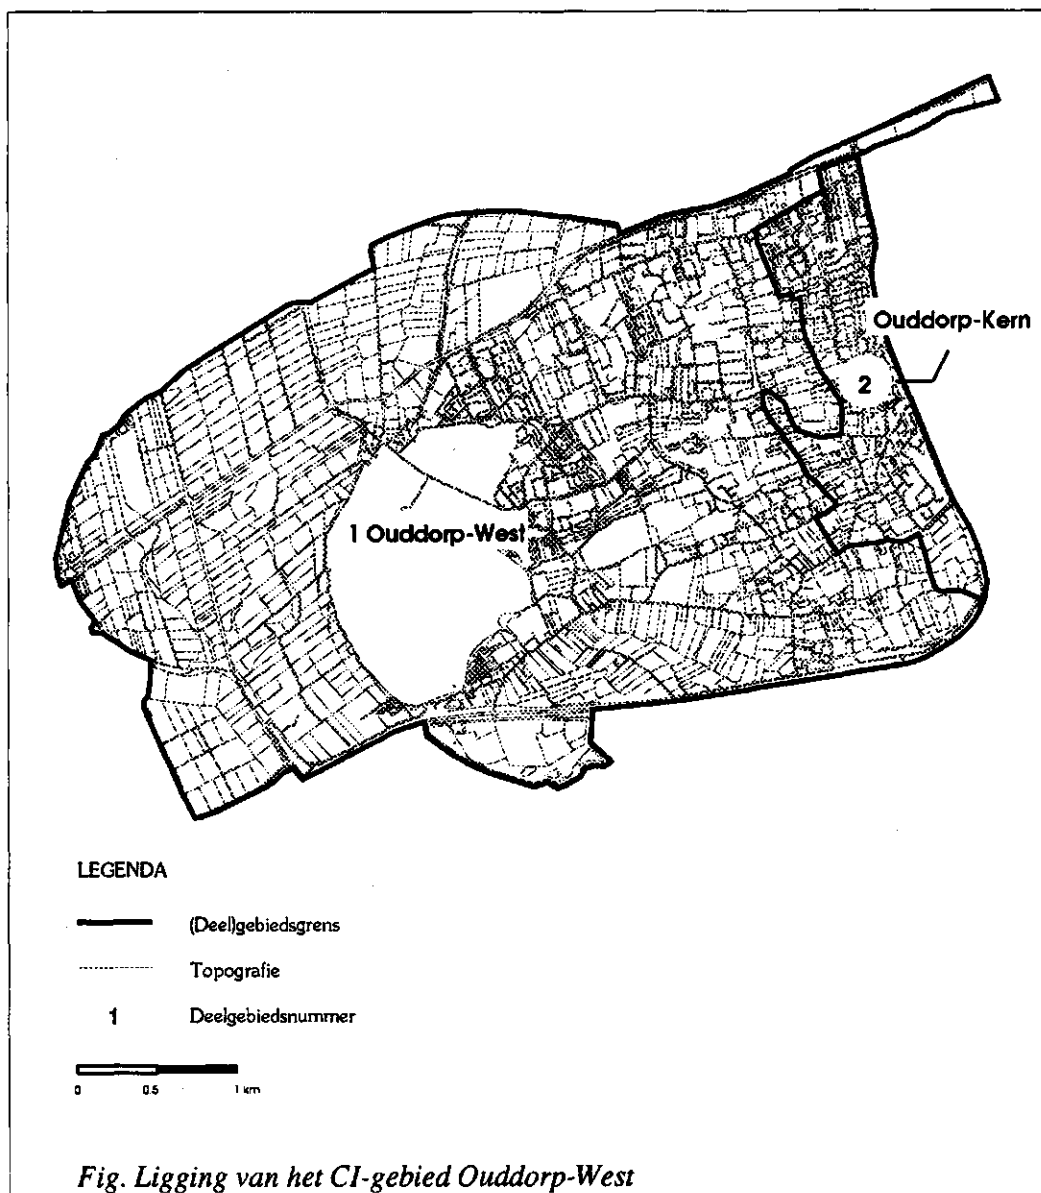 Ouddorp-Kern
2
1 Ouddorp-West
LEGENDA
(Deel)gebiedsgrens
Topografie
1 Deelgebiedsnummer
0 0.5 1 km
Fig. Ligging van het CI-gebied Ouddorp-West